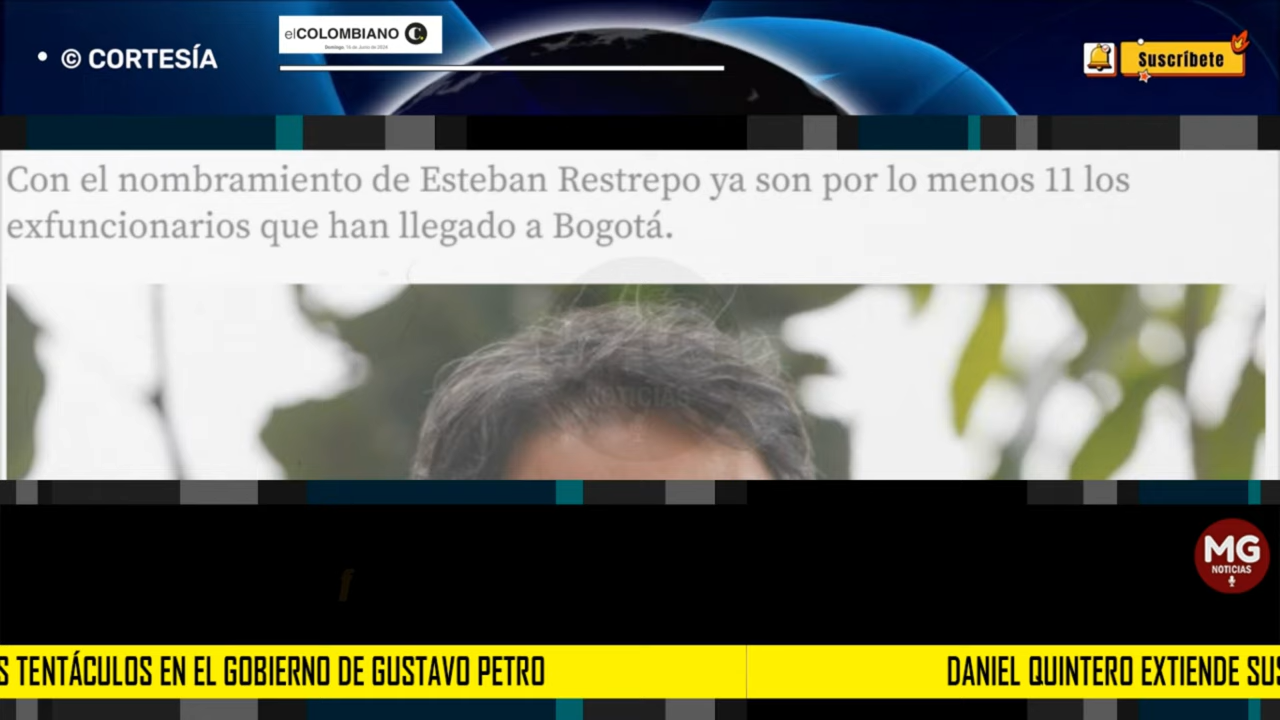 • © CORTESÍA
elCOLOMBIANO C
Suscríbete
Con el nombramiento de Esteban Restrepo ya son por lo menos 11 los
exfuncionarios que han llegado a Bogotá.
NOTICIAS
f
MG
NOTICIAS
S TENTÁCULOS EN EL GOBIERNO DE GUSTAVO PETRO
DANIEL QUINTERO EXTIENDE SUS